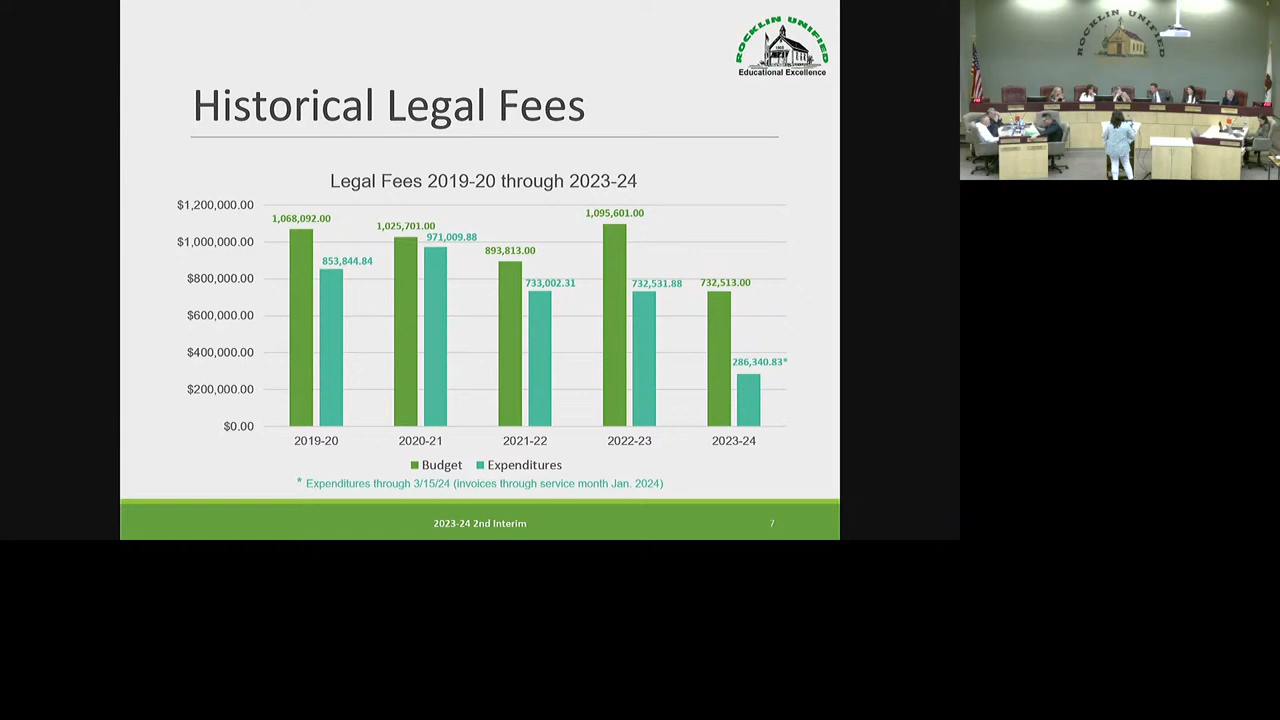 ROCKLIN UNIFIED
Educational Excellence
Historical Legal Fees
Legal Fees 2019-20 through 2023-24
$1,200,000.00
$1,000,000.00
$800,000.00
$600,000.00
$400,000.00
$200,000.00
$0.00
1,068,092.00
853,844.84
1,025,701.00
971,009.88
893,813.00
733,002.31
1,095,601.00
732,531.88
732,513.00
286,340.83*
2019-20
2020-21
2021-22
2022-23
2023-24
Budget
Expenditures
* Expenditures through 3/15/24 (invoices through service month Jan. 2024)
2023-24 2nd Interim
7
ROCKLIN UNIFIED